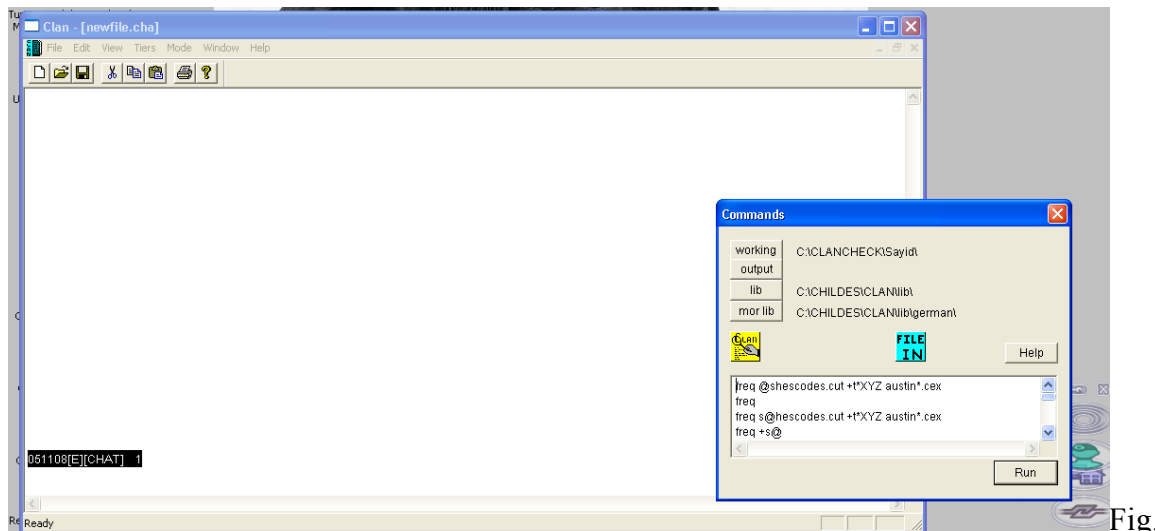 Clan - [newfile.cha]
File Edit View Tiers Mode Window Help
051108[E][CHAT] 1
Ready
Commands
working C:\CLANCHECK\Sayid\
output
lib C:\CHILDES\CLAN\lib\
mor lib C:\CHILDES\CLAN\lib\german\
CLAN
FILE
IN
Help
freq @shescodes.cut +t*XYZ austin*.cex
freq
freq s@hescodes.cut +t*XYZ austin*.cex
freq +s@
Run
Fig.